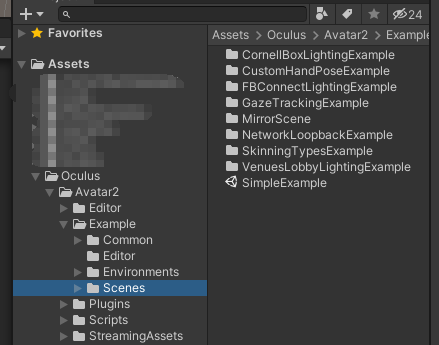 24
Favorites
Assets
Oculus
Avatar2
Editor
Example
Common
Editor
Environments
Scenes
Plugins
Scripts
StreamingAssets
Assets > Oculus > Avatar2 > Example
CornellBoxLightingExample
CustomHandPoseExample
FBConnectLightingExample
GazeTrackingExample
MirrorScene
NetworkLoopbackExample
SkinningTypesExample
VenuesLobbyLightingExample
SimpleExample